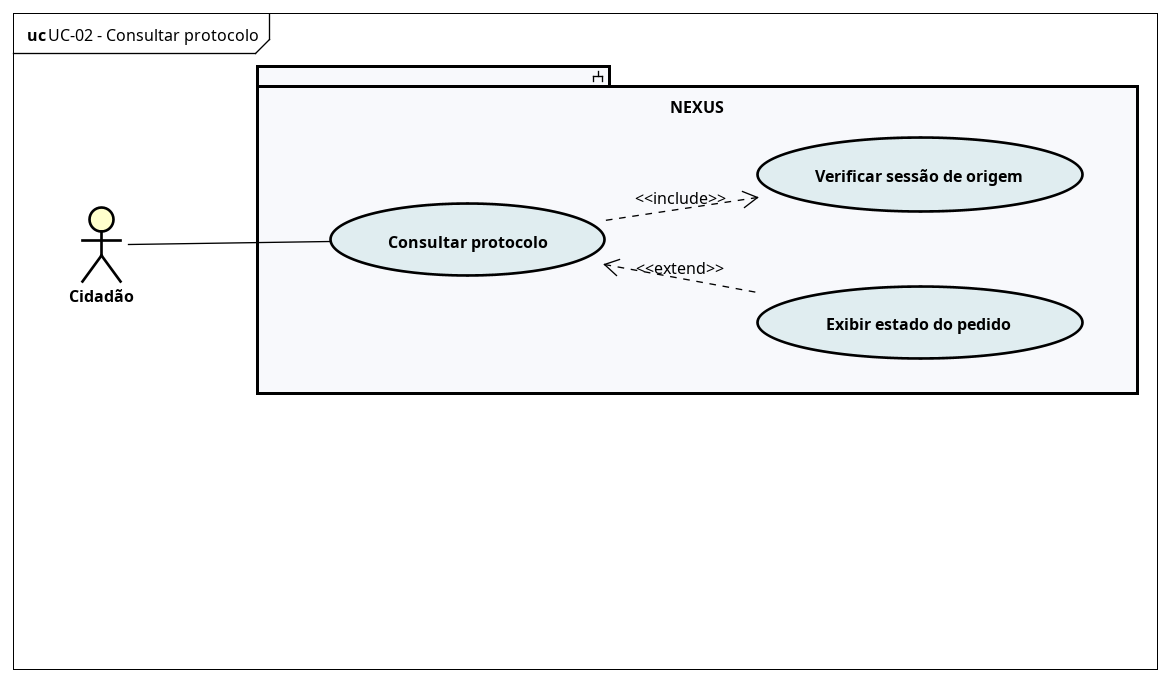 uc UC-02 - Consultar protocolo
NEXUS
Verificar sessão de origem
<<include>>
Consultar protocolo
<<extend>>
Cidadão
Exibir estado do pedido